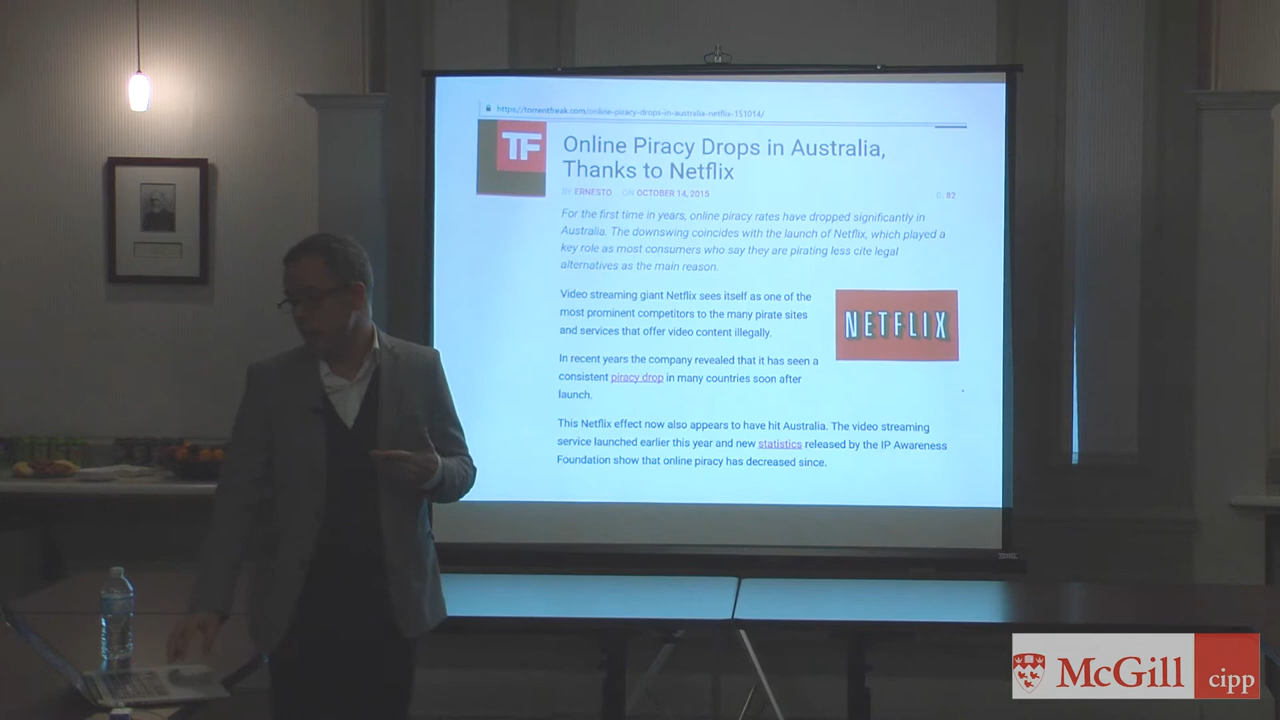 https://torrentfreak.com/online-piracy-drops-in-australia-netflix-151014/
TF
Online Piracy Drops in Australia,
Thanks to Netflix
BY ERNESTO ON OCTOBER 14, 2015
C: 82
For the first time in years, online piracy rates have dropped significantly in
Australia. The downswing coincides with the launch of Netflix, which played a
key role as most consumers who say they are pirating less cite legal
alternatives as the main reason.
Video streaming giant Netflix sees itself as one of the
most prominent competitors to the many pirate sites
and services that offer video content illegally.
NETFLIX
In recent years the company revealed that it has seen a
consistent piracy drop in many countries soon after
launch.
This Netflix effect now also appears to have hit Australia. The video streaming
service launched earlier this year and new statistics released by the IP Awareness
Foundation show that online piracy has decreased since.
McGill
cipp